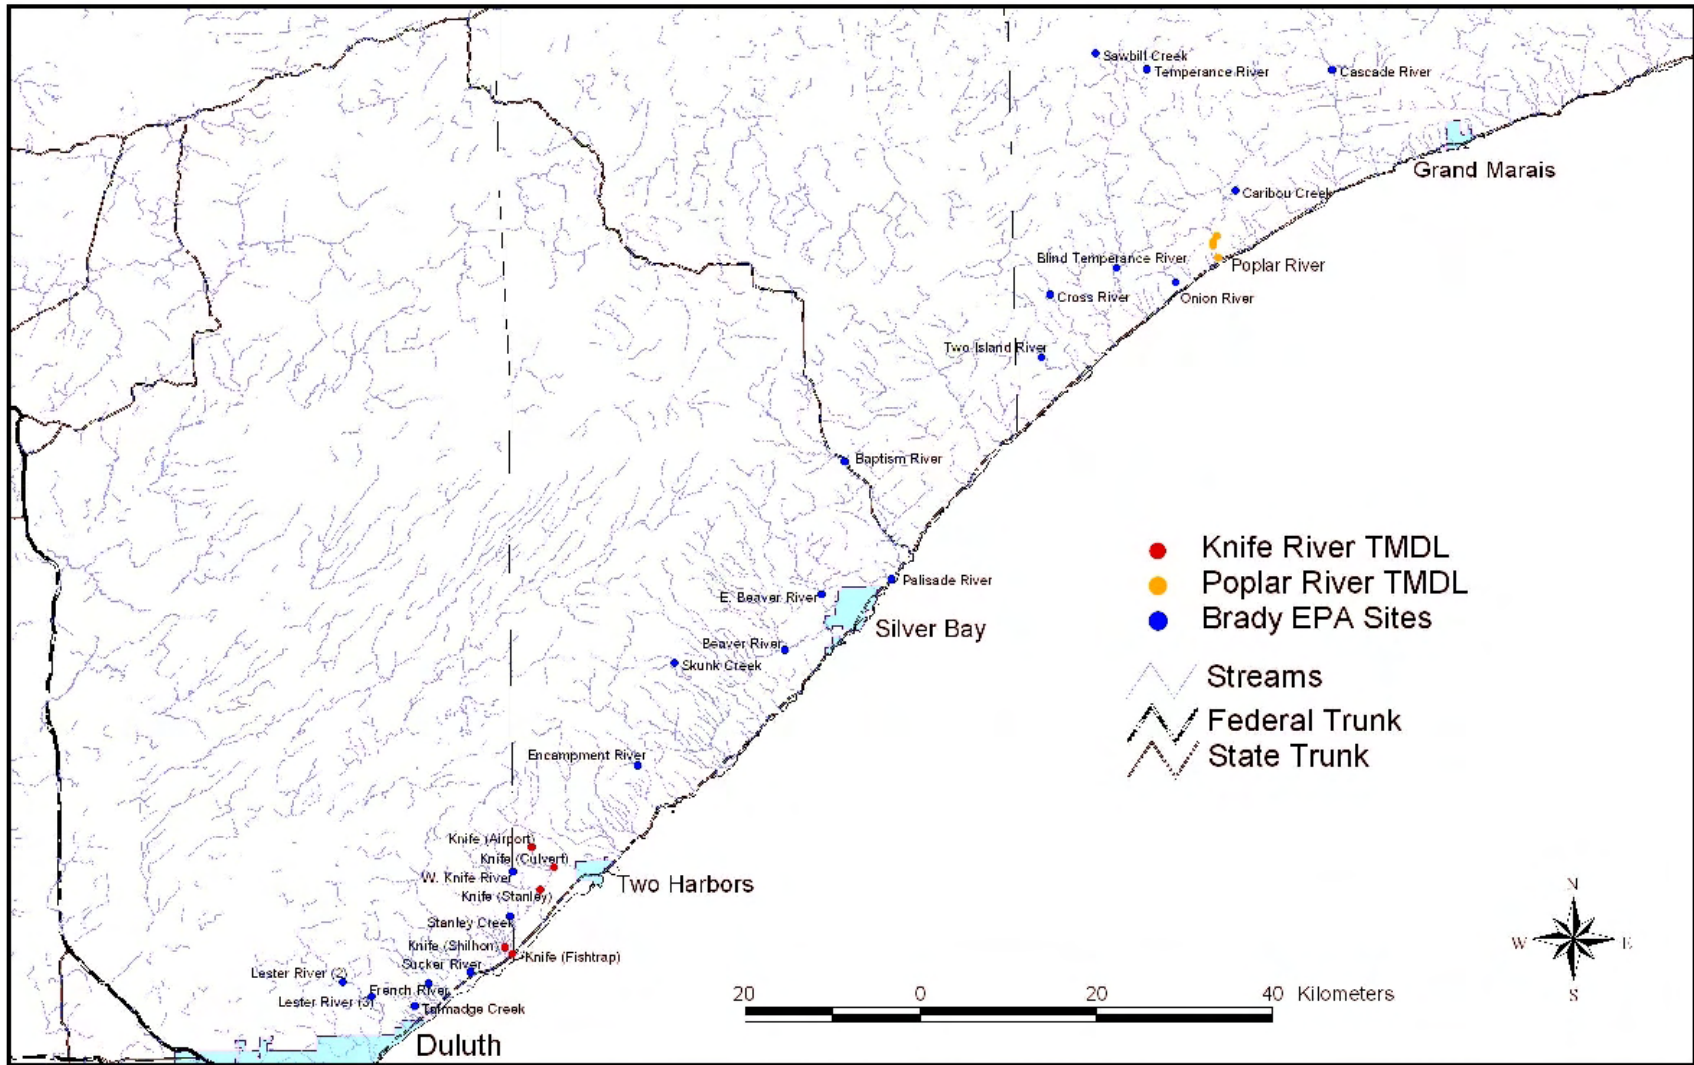 Sawbill Creek
Temperance River
Cascade River
Grand Marais
Caribou Creek
Blind Temperance River
Poplar River
Cross River
Onion River
Two Island River
Baptism River
Knife River TMDL
Poplar River TMDL
Brady EPA Sites
Streams
Federal Trunk
State Trunk
Palisade River
E. Beaver River
Silver Bay
Beaver River
Skunk Creek
Encampment River
Knife (Airport)
Knife (Culvert)
W. Knife River
Two Harbors
Knife (Stanley)
Stanley Creek
Knife (Shilhon)
Knife (Fishtrap)
Sucker River
Lester River (2)
French River
Lester River (3)
Talmadge Creek
Duluth
20 0 20 40 Kilometers
N
W E
S